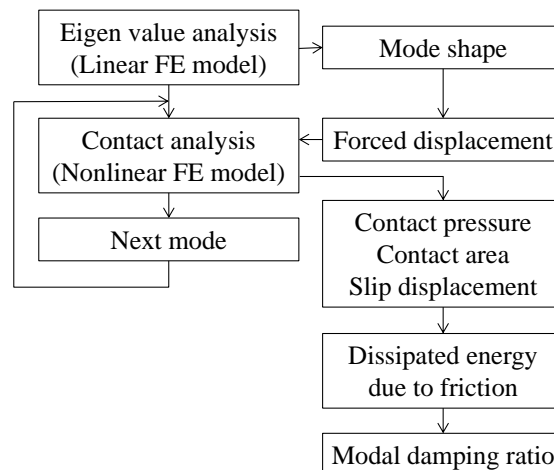 Eigen value analysis
(Linear FE model)
Mode shape
Contact analysis
(Nonlinear FE model)
Forced displacement
Next mode
Contact pressure
Contact area
Slip displacement
Dissipated energy
due to friction
Modal damping ratio